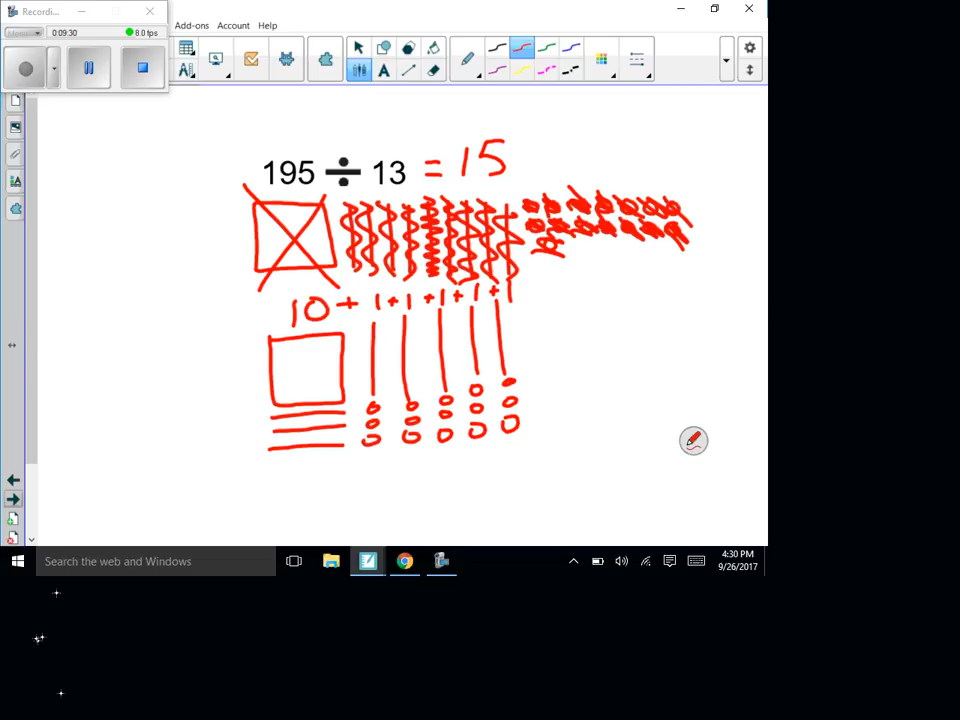 Recordi...
0:09:30 8.0 fps
Add-ons Account Help
195 ÷ 13 = 15
10 + 1 + 1 + 1 + 1 + 1
Search the web and Windows
4:30 PM
9/26/2017